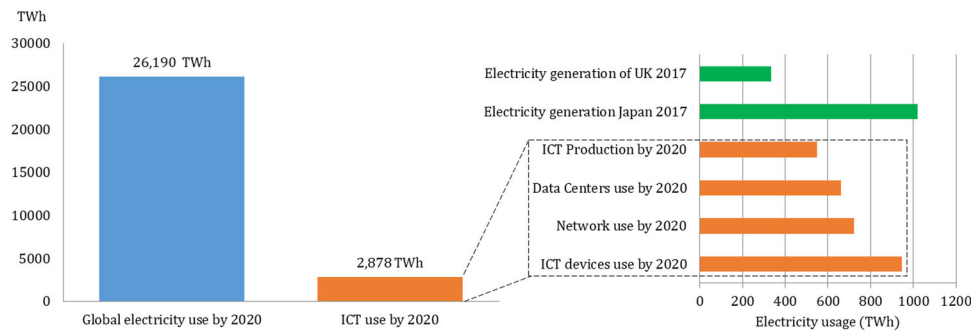 TWh
30000
25000
20000
15000
10000
5000
0
26,190 TWh
2,878 TWh
Global electricity use by 2020
ICT use by 2020
Electricity generation of UK 2017
Electricity generation Japan 2017
ICT Production by 2020
Data Centers use by 2020
Network use by 2020
ICT devices use by 2020
0 200 400 600 800 1000 1200
Electricity usage (TWh)